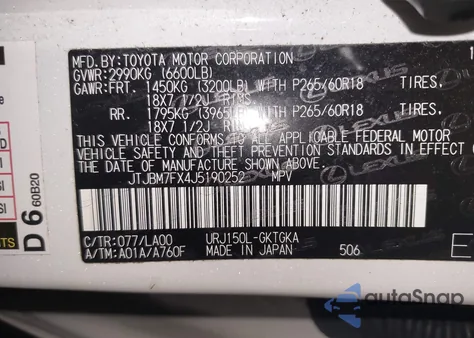 MFD. BY:TOYOTA MOTOR CORPORATION
GVWR: 2990KG (6600LB)
GAWR:FRT. 1450KG (3200LB) WITH P265/60R18 TIRES,
18X7 1/2J RIMS
RR. 1795KG (3965LB) WITH P265/60R18 TIRES,
18X7 1/2J RIMS
THIS VEHICLE CONFORMS TO ALL APPLICABLE FEDERAL MOTOR
VEHICLE SAFETY AND THEFT PREVENTION STANDARDS IN EFFECT
THE DATE OF MANUFACTURE SHOWN ABOVE.
JTJBM7FX4J5190252 MPV
C/TR:077/LA00 URJ150L-GKTGKA
A/TM:A01A/A760F MADE IN JAPAN 506
D 6 60B20
LEXUS
autoSnap